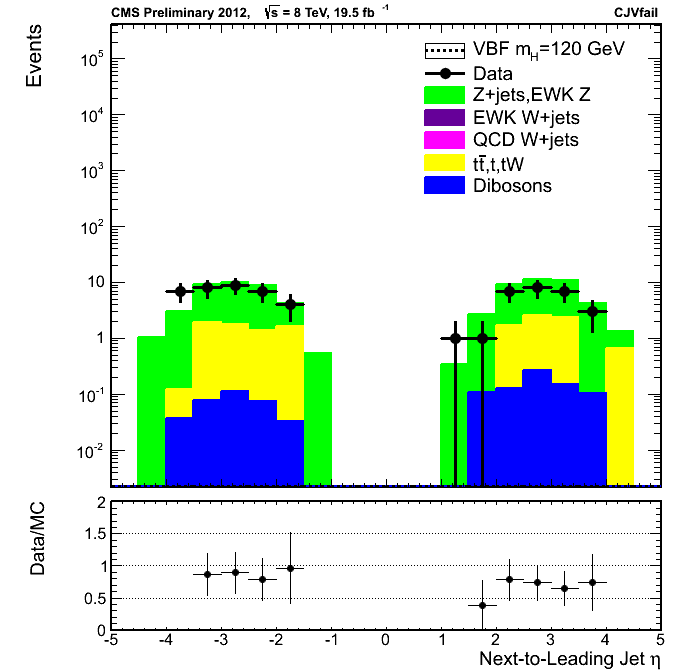 CMS Preliminary 2012, √s = 8 TeV, 19.5 fb⁻¹ CJVfail
Events
VBF m_H=120 GeV
Data
Z+jets,EWK Z
EWK W+jets
QCD W+jets
tt̄,t,tW
Dibosons
10⁵
10⁴
10³
10²
10
1
10⁻¹
10⁻²
Data/MC
2
1.5
1
0.5
0
-5 -4 -3 -2 -1 0 1 2 3 4 5
Next-to-Leading Jet η